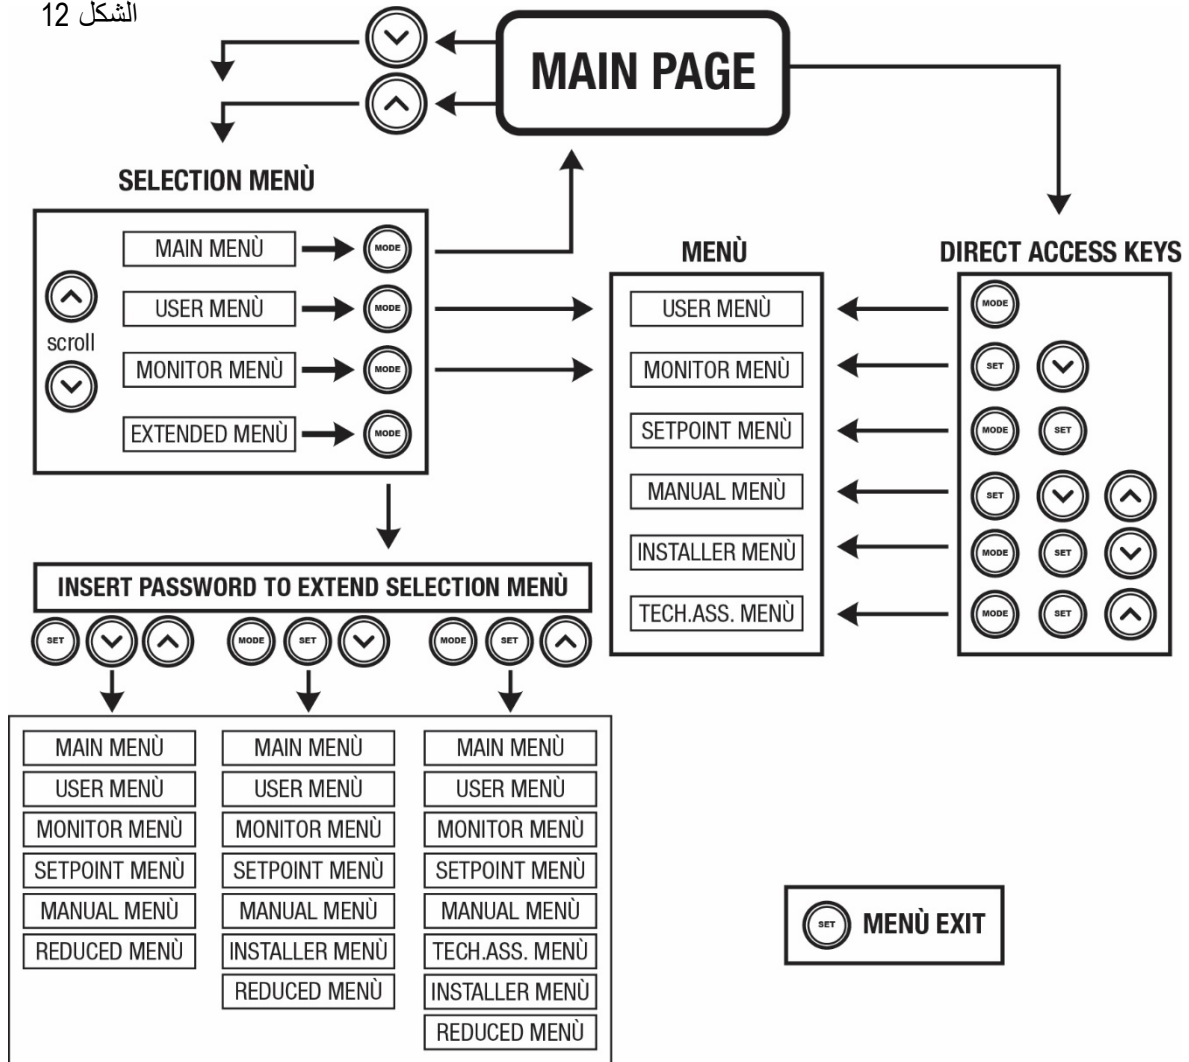 الشكل 12
MAIN PAGE
SELECTION MENÙ
MAIN MENÙ MODE
USER MENÙ MODE
scroll
MONITOR MENÙ MODE
EXTENDED MENÙ MODE
MENÙ
USER MENÙ
MONITOR MENÙ
SETPOINT MENÙ
MANUAL MENÙ
INSTALLER MENÙ
TECH.ASS. MENÙ
DIRECT ACCESS KEYS
MODE
SET
MODE SET
SET
MODE SET
MODE SET
INSERT PASSWORD TO EXTEND SELECTION MENÙ
SET MODE SET MODE SET
MAIN MENÙ
USER MENÙ
MONITOR MENÙ
SETPOINT MENÙ
MANUAL MENÙ
REDUCED MENÙ
MAIN MENÙ
USER MENÙ
MONITOR MENÙ
SETPOINT MENÙ
MANUAL MENÙ
INSTALLER MENÙ
REDUCED MENÙ
MAIN MENÙ
USER MENÙ
MONITOR MENÙ
SETPOINT MENÙ
MANUAL MENÙ
TECH.ASS. MENÙ
INSTALLER MENÙ
REDUCED MENÙ
SET MENÙ EXIT